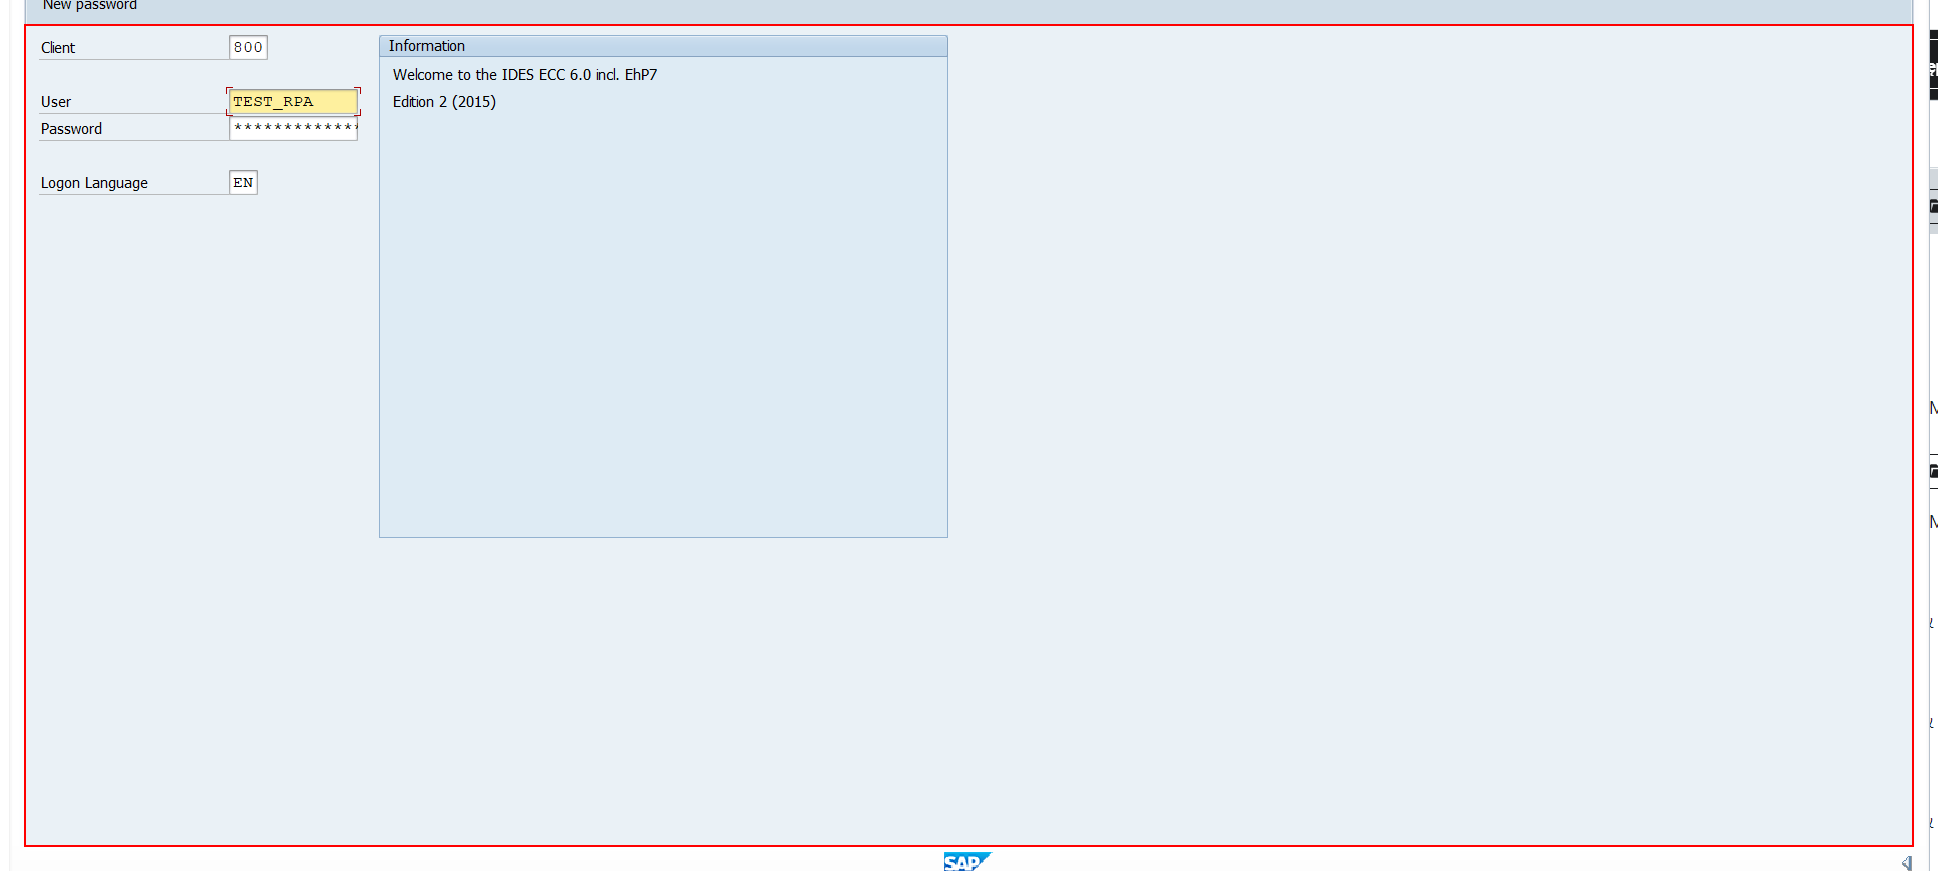 New password
Client 800
Information
Welcome to the IDES ECC 6.0 incl. EhP7
User TEST_RPA
Edition 2 (2015)
Password *************
Logon Language EN
SAP